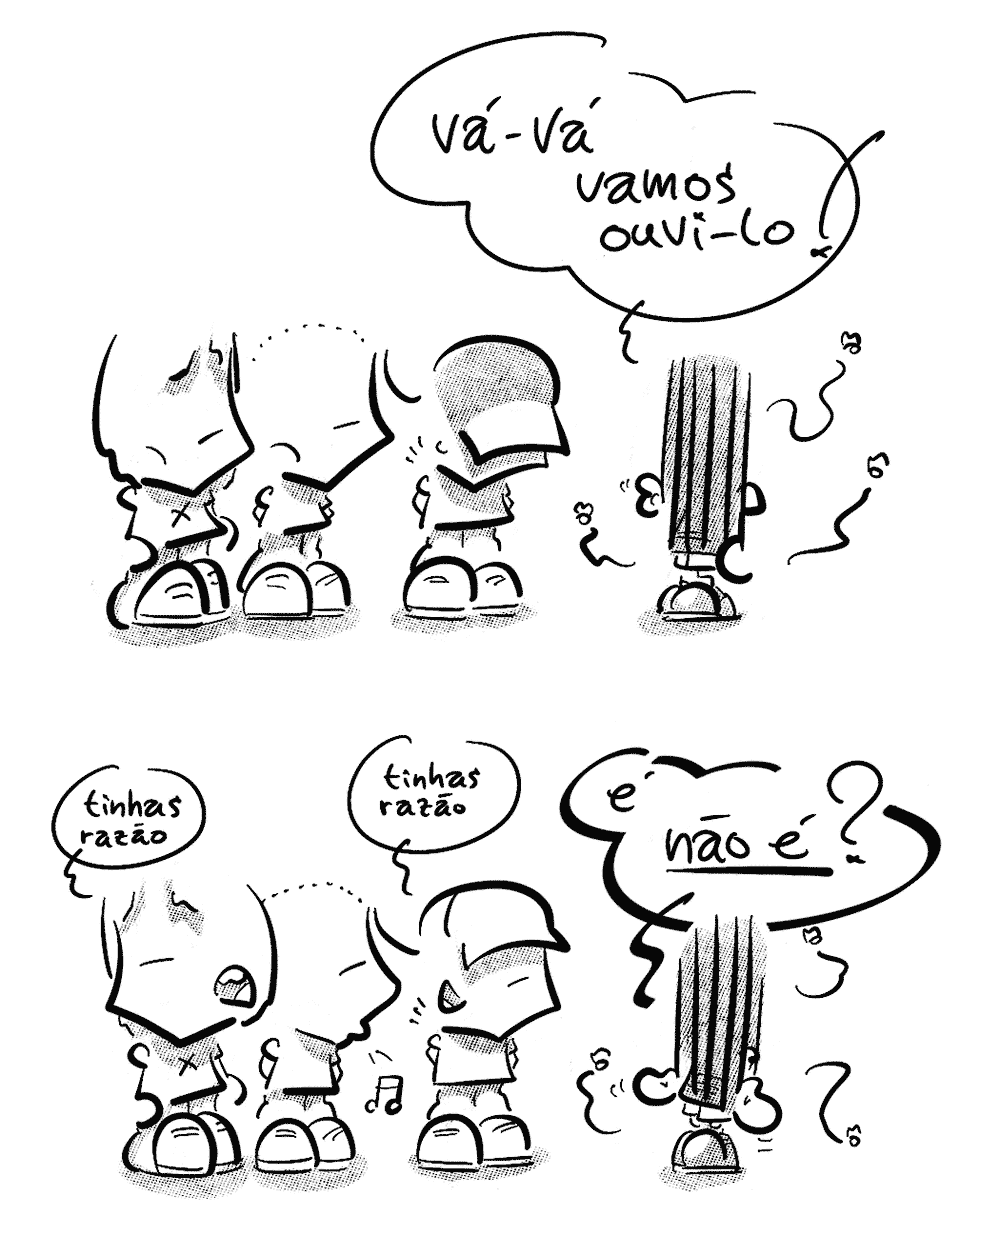 vá-vá
vamos
ouvi-lo!
tinhas
razão
tinhas
razão
é
não é?